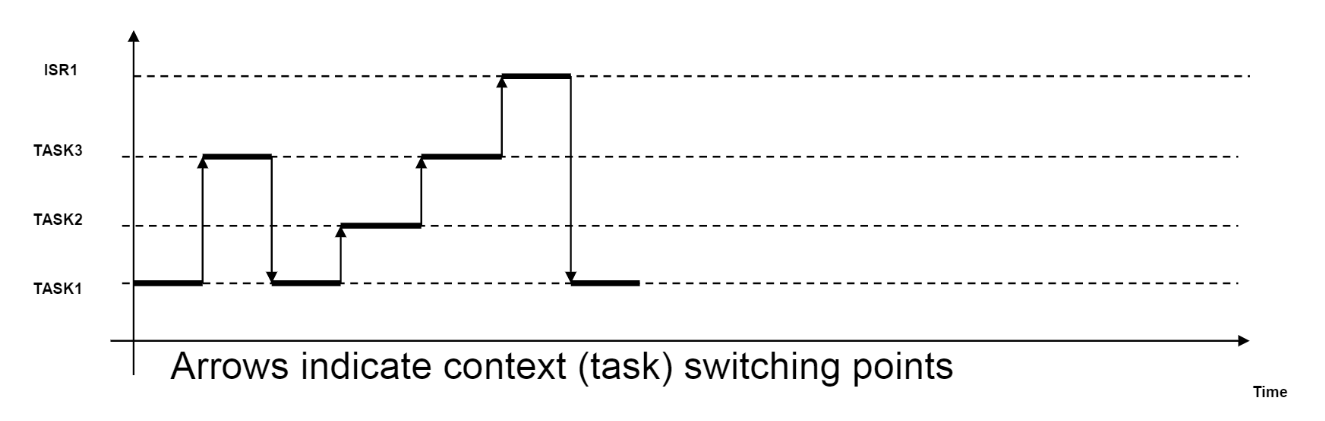 ISR1
TASK3
TASK2
TASK1
Arrows indicate context (task) switching points
Time